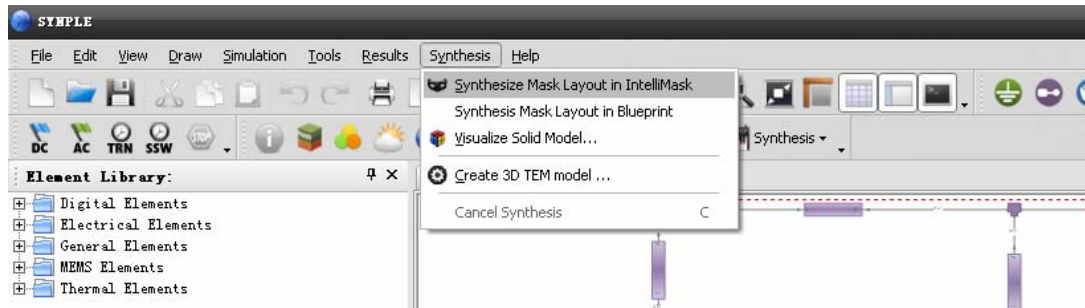 SYNPLE
File Edit View Draw Simulation Tools Results Synthesis Help
Synthesize Mask Layout in IntelliMask
Synthesis Mask Layout in Blueprint
Visualize Solid Model...
Create 3D TEM model ...
Cancel Synthesis C
DC AC TRN SSW STOP
Synthesis
Element Library:
Digital Elements
Electrical Elements
General Elements
MEMS Elements
Thermal Elements